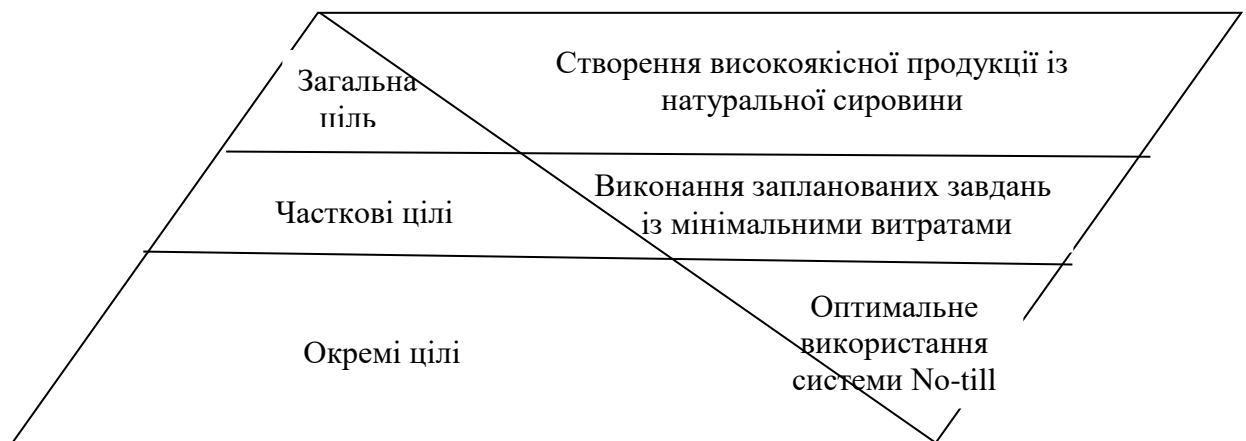 Загальна
ціль
Створення високоякісної продукції із
натуральної сировини
Часткові цілі
Виконання запланованих завдань
із мінімальними витратами
Окремі цілі
Оптимальне
використання
системи No-till